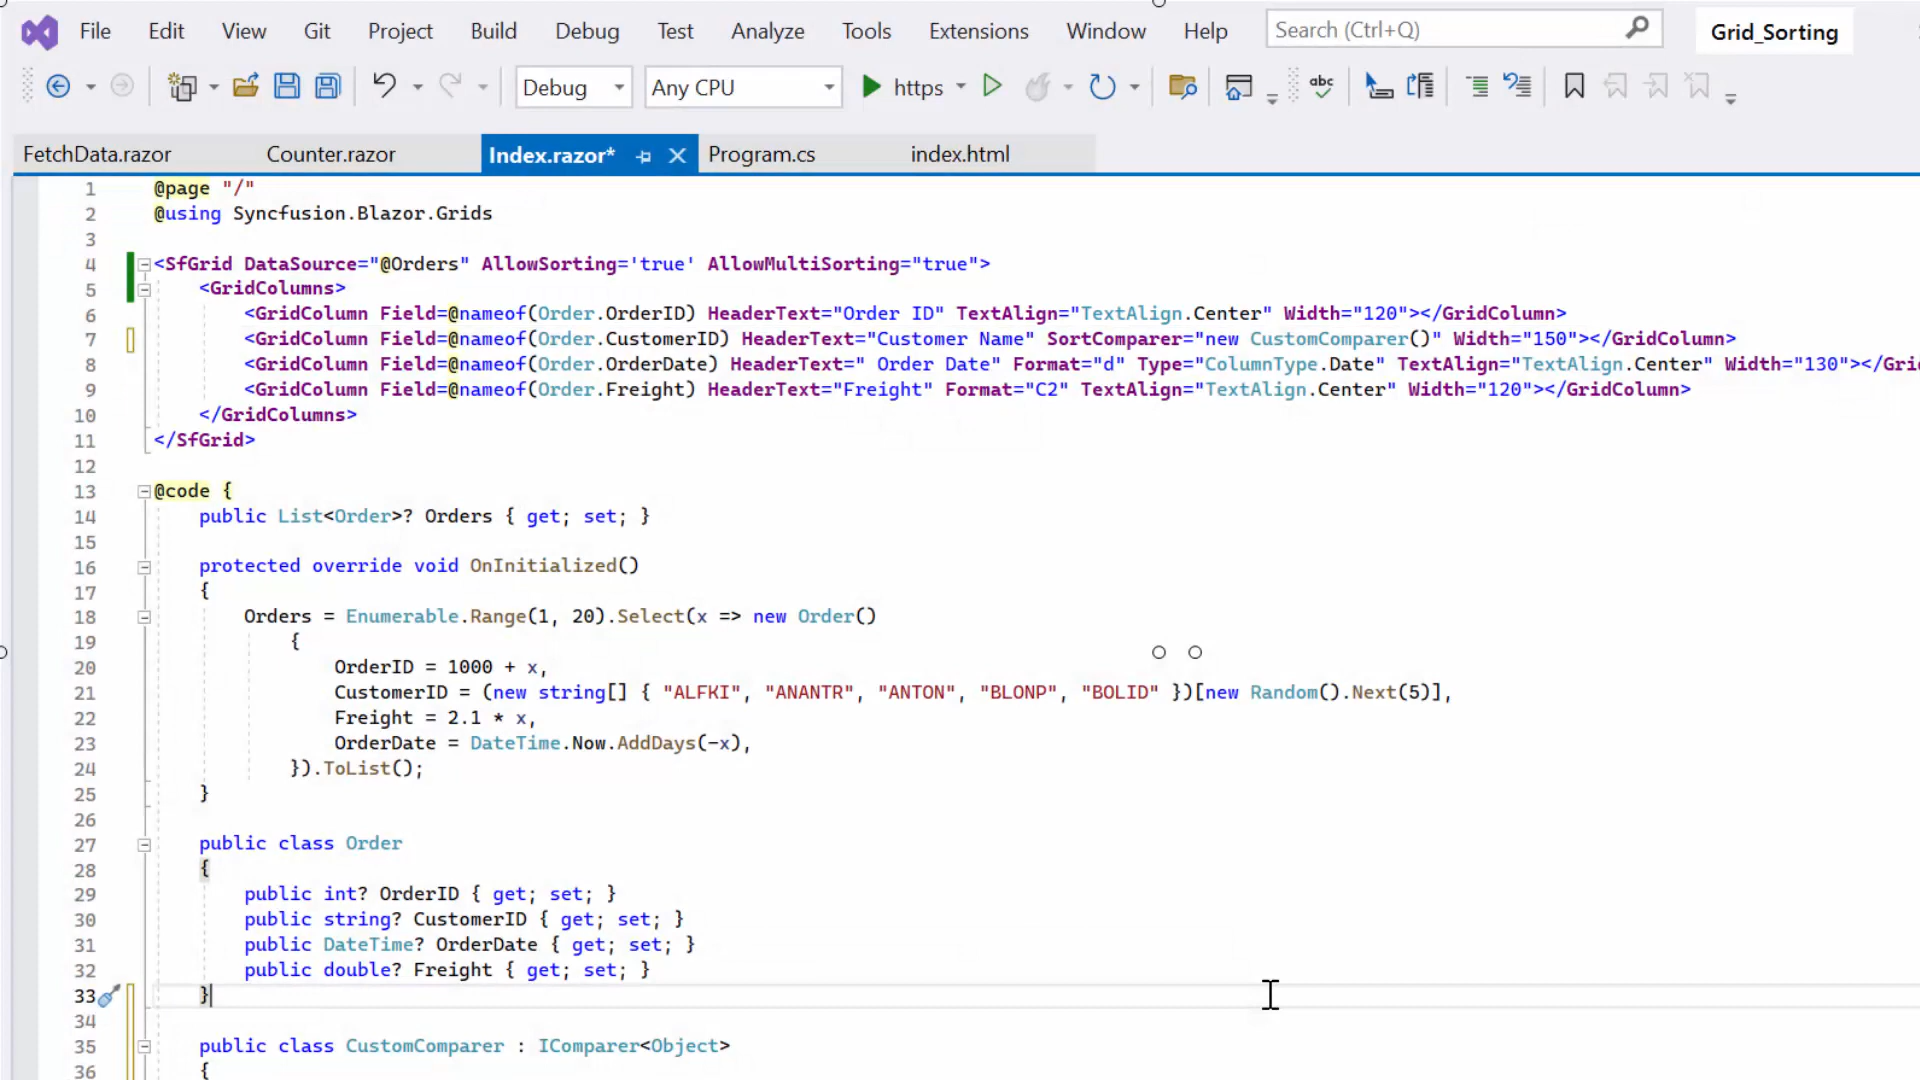 File Edit View Git Project Build Debug Test Analyze Tools Extensions Window Help Search (Ctrl+Q) Grid_Sorting
Debug Any CPU https abc
FetchData.razor Counter.razor Index.razor* Program.cs index.html
1 @page "/"
2 @using Syncfusion.Blazor.Grids
3
4 <SfGrid DataSource="@Orders" AllowSorting='true' AllowMultiSorting="true">
5 <GridColumns>
6 <GridColumn Field=@nameof(Order.OrderID) HeaderText="Order ID" TextAlign="TextAlign.Center" Width="120"></GridColumn>
7 <GridColumn Field=@nameof(Order.CustomerID) HeaderText="Customer Name" SortComparer="new CustomComparer()" Width="150"></GridColumn>
8 <GridColumn Field=@nameof(Order.OrderDate) HeaderText=" Order Date" Format="d" Type="ColumnType.Date" TextAlign="TextAlign.Center" Width="130"></Gri
9 <GridColumn Field=@nameof(Order.Freight) HeaderText="Freight" Format="C2" TextAlign="TextAlign.Center" Width="120"></GridColumn>
10 </GridColumns>
11 </SfGrid>
12
13 @code {
14 public List<Order>? Orders { get; set; }
15
16 protected override void OnInitialized()
17 {
18 Orders = Enumerable.Range(1, 20).Select(x => new Order()
19 {
20 OrderID = 1000 + x,
21 CustomerID = (new string[] { "ALFKI", "ANANTR", "ANTON", "BLONP", "BOLID" })[new Random().Next(5)],
22 Freight = 2.1 * x,
23 OrderDate = DateTime.Now.AddDays(-x),
24 }).ToList();
25 }
26
27 public class Order
28 {
29 public int? OrderID { get; set; }
30 public string? CustomerID { get; set; }
31 public DateTime? OrderDate { get; set; }
32 public double? Freight { get; set; }
33 }
34
35 public class CustomComparer : IComparer<Object>
36 {